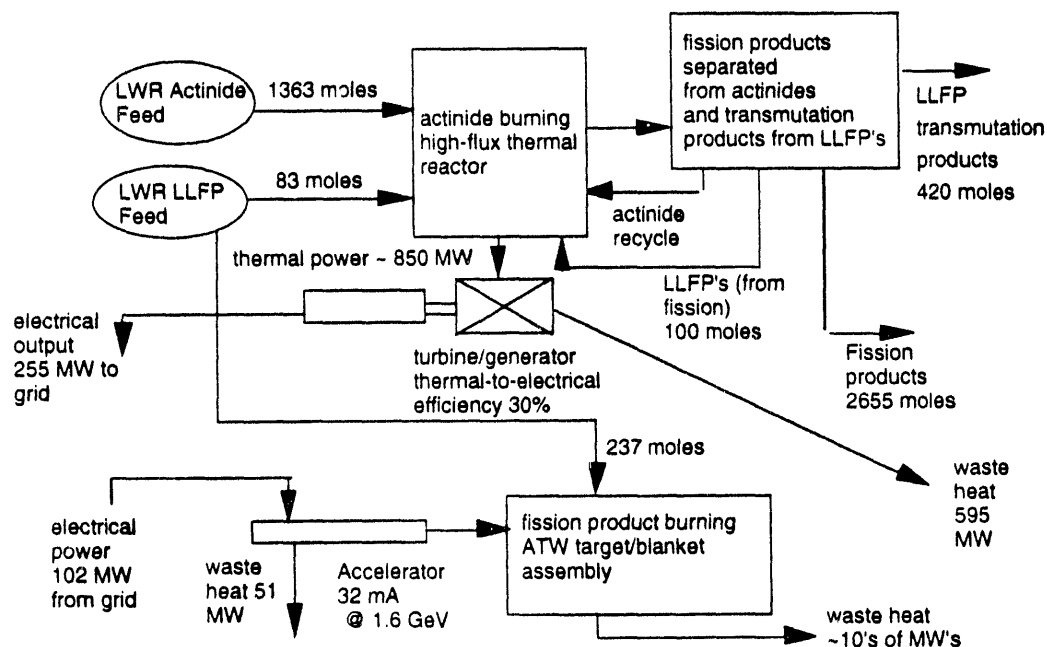 LWR Actinide
Feed
1363 moles
actinide burning
high-flux thermal
reactor
fission products
separated
from actinides
and transmutation
products from LLFP's
LLFP
transmutation
products
420 moles
LWR LLFP
Feed
83 moles
actinide
recycle
thermal power ~ 850 MW
LLFP's (from
fission)
100 moles
electrical
output
255 MW to
grid
turbine/generator
thermal-to-electrical
efficiency 30%
Fission
products
2655 moles
237 moles
waste
heat
595
MW
electrical
power
102 MW
from grid
waste
heat 51
MW
Accelerator
32 mA
@ 1.6 GeV
fission product burning
ATW target/blanket
assembly
waste heat
~10's of MW's